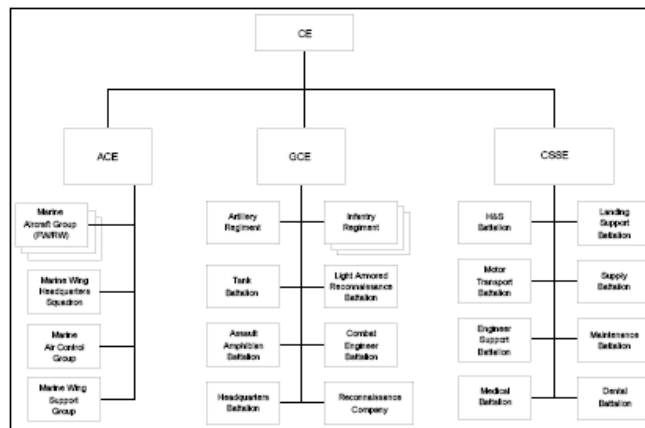 CE
ACE
GCE
CSSE
Marine
Aircraft Group
(FW/RW)
Marine Wing
Headquarters
Squadron
Marine
Air Control
Group
Marine Wing
Support
Group
Artillery
Regiment
Infantry
Regiment
Tank
Battalion
Light Armored
Reconnaissance
Battalion
Assault
Amphibian
Battalion
Combat
Engineer
Battalion
Headquarters
Battalion
Reconnaissance
Company
H&S
Battalion
Landing
Support
Battalion
Motor
Transport
Battalion
Supply
Battalion
Engineer
Support
Battalion
Maintenance
Battalion
Medical
Battalion
Dental
Battalion